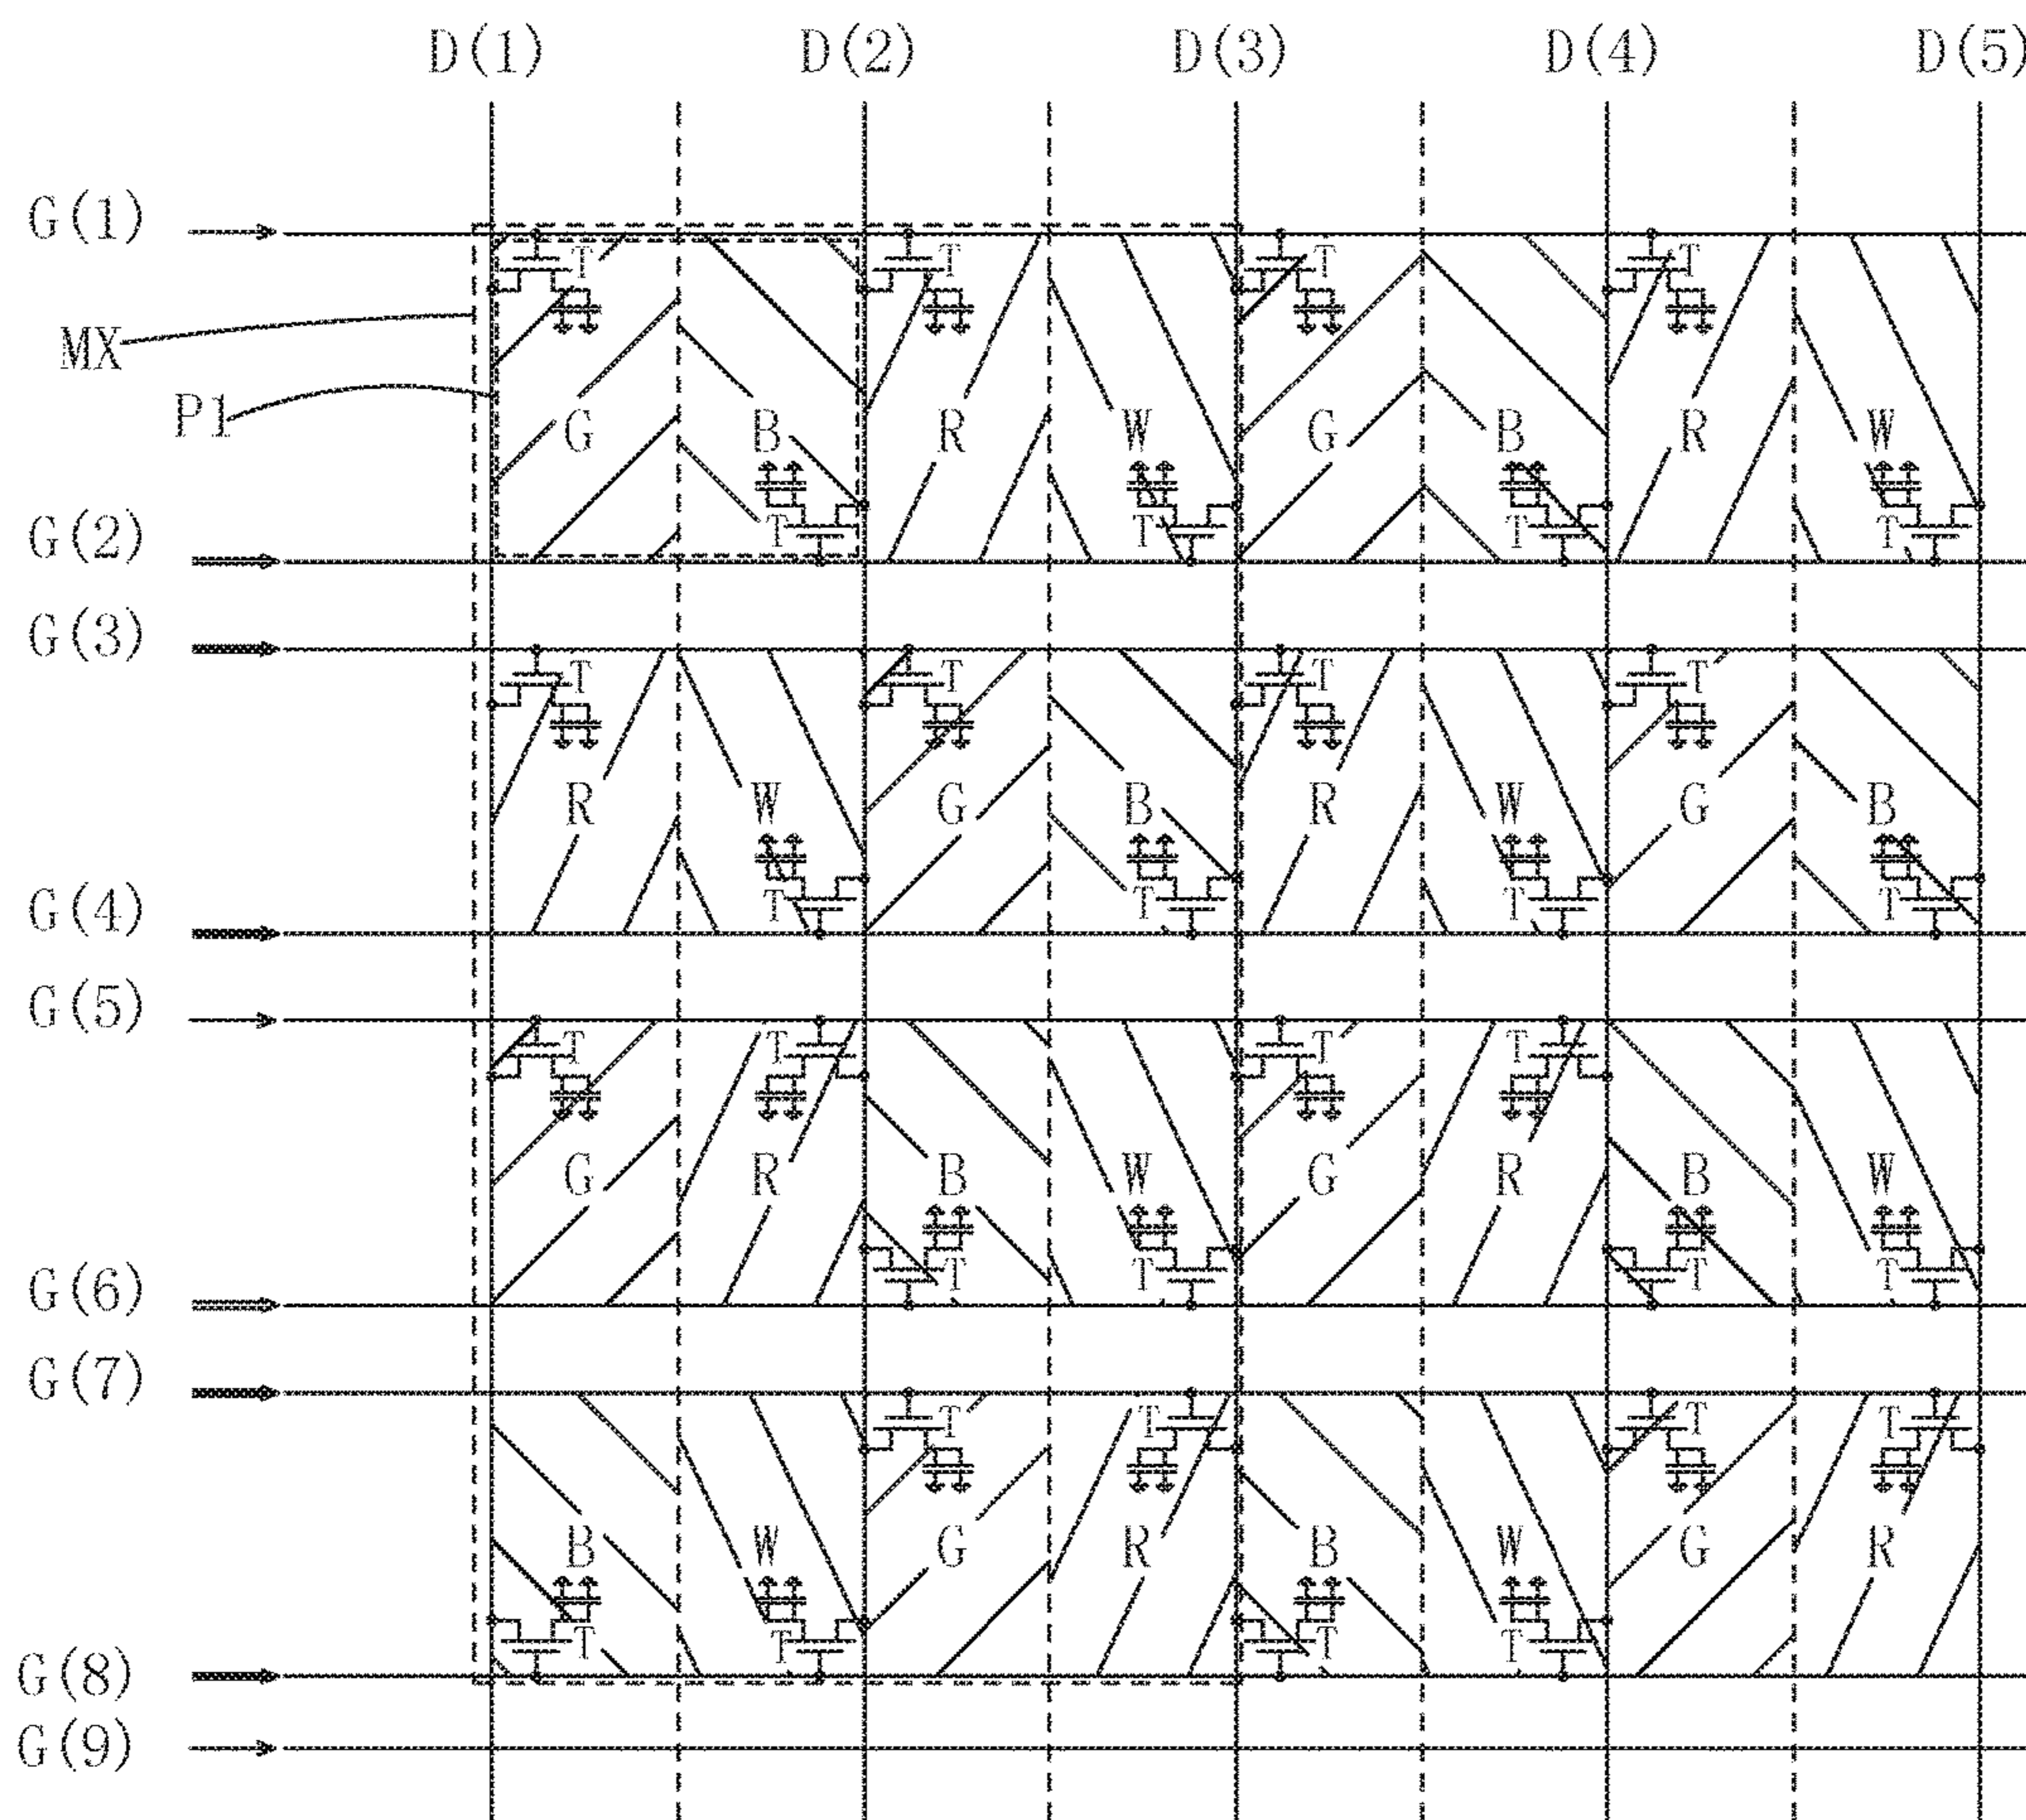 D(1) D(2) D(3) D(4) D(5)
G(1)
T T T T
MX
P1
G B R W G B R W
G(2)
T T T T
G(3)
T T T T
R W G B R W G B
G(4)
T T T T
G(5)
T T T T
G R B W G R B W
G(6)
T T T T
G(7)
T T T T
B W G R B W G R
T T T T
G(8)
G(9)